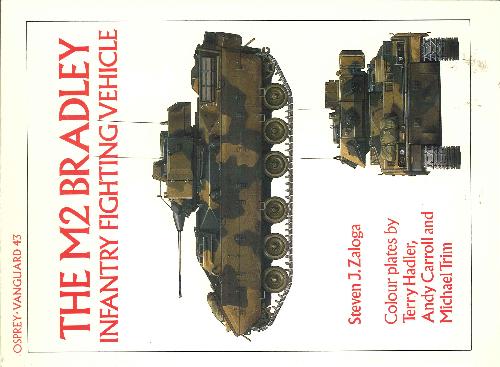 OSPREY · VANGUARD 43
THE M2 BRADLEY
INFANTRY FIGHTING VEHICLE
Steven J. Zaloga
Colour plates by
Terry Hadler,
Andy Carroll and
Michael Trim